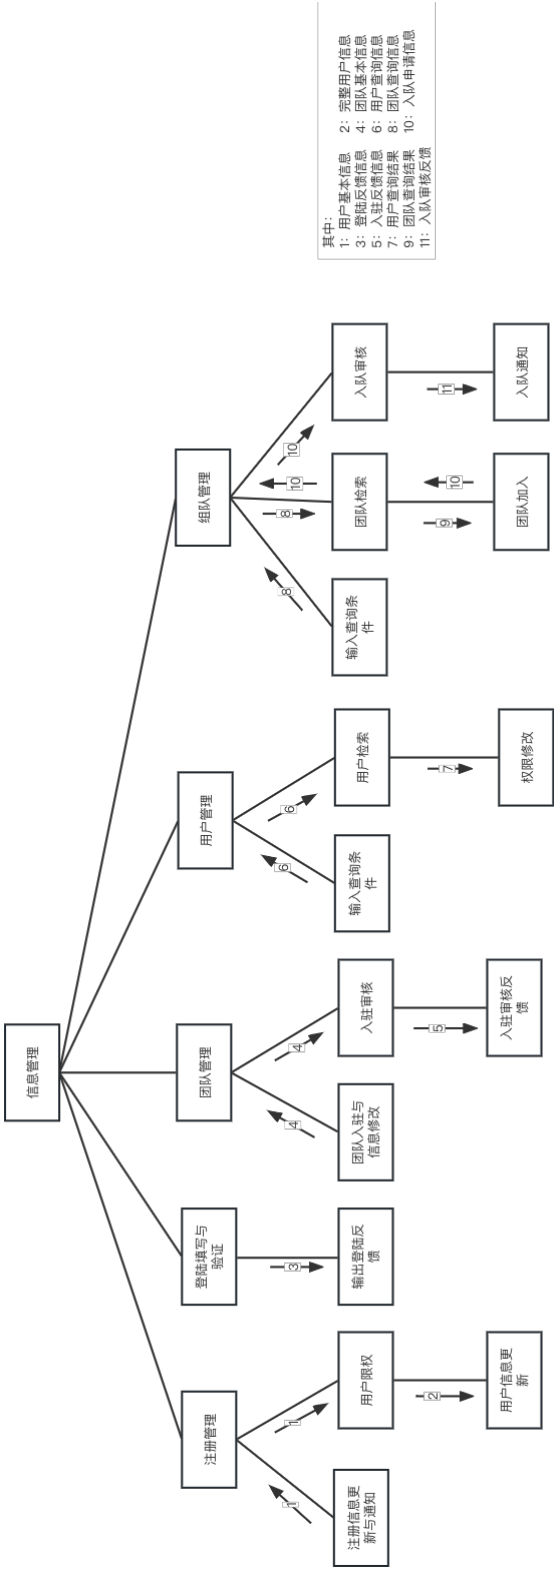 信息管理
注册管理
登陆填写与
验证
团队管理
用户管理
组队管理
1
1
3
4
4
6
6
8
8
10
10
注册信息更
新与通知
用户限权
输出登陆反
馈
团队入驻与
信息修改
入驻审核
输入查询条
件
用户检索
输入查询条
件
团队检索
入队审核
2
5
7
9
10
11
用户信息更
新
入驻审核反
馈
权限修改
团队加入
入队通知
其中：
1：用户基本信息 2：完整用户信息
3：登陆反馈信息 4：团队基本信息
5：入驻反馈信息 6：用户查询信息
7：用户查询结果 8：团队查询信息
9：团队查询结果 10：入队申请信息
11：入队审核反馈